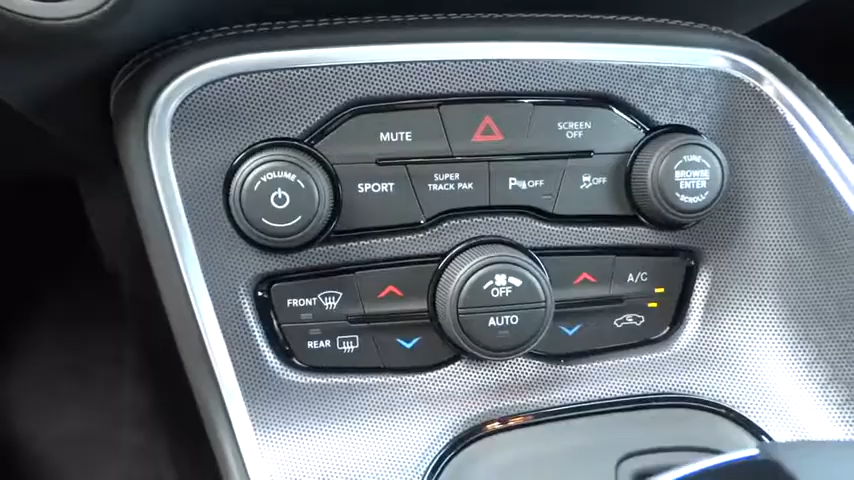 MUTE
SCREEN
OFF
VOLUME
SPORT
SUPER
TRACK PAK
P OFF
OFF
TUNE
BROWSE
ENTER
SCROLL
FRONT
REAR
OFF
AUTO
A/C